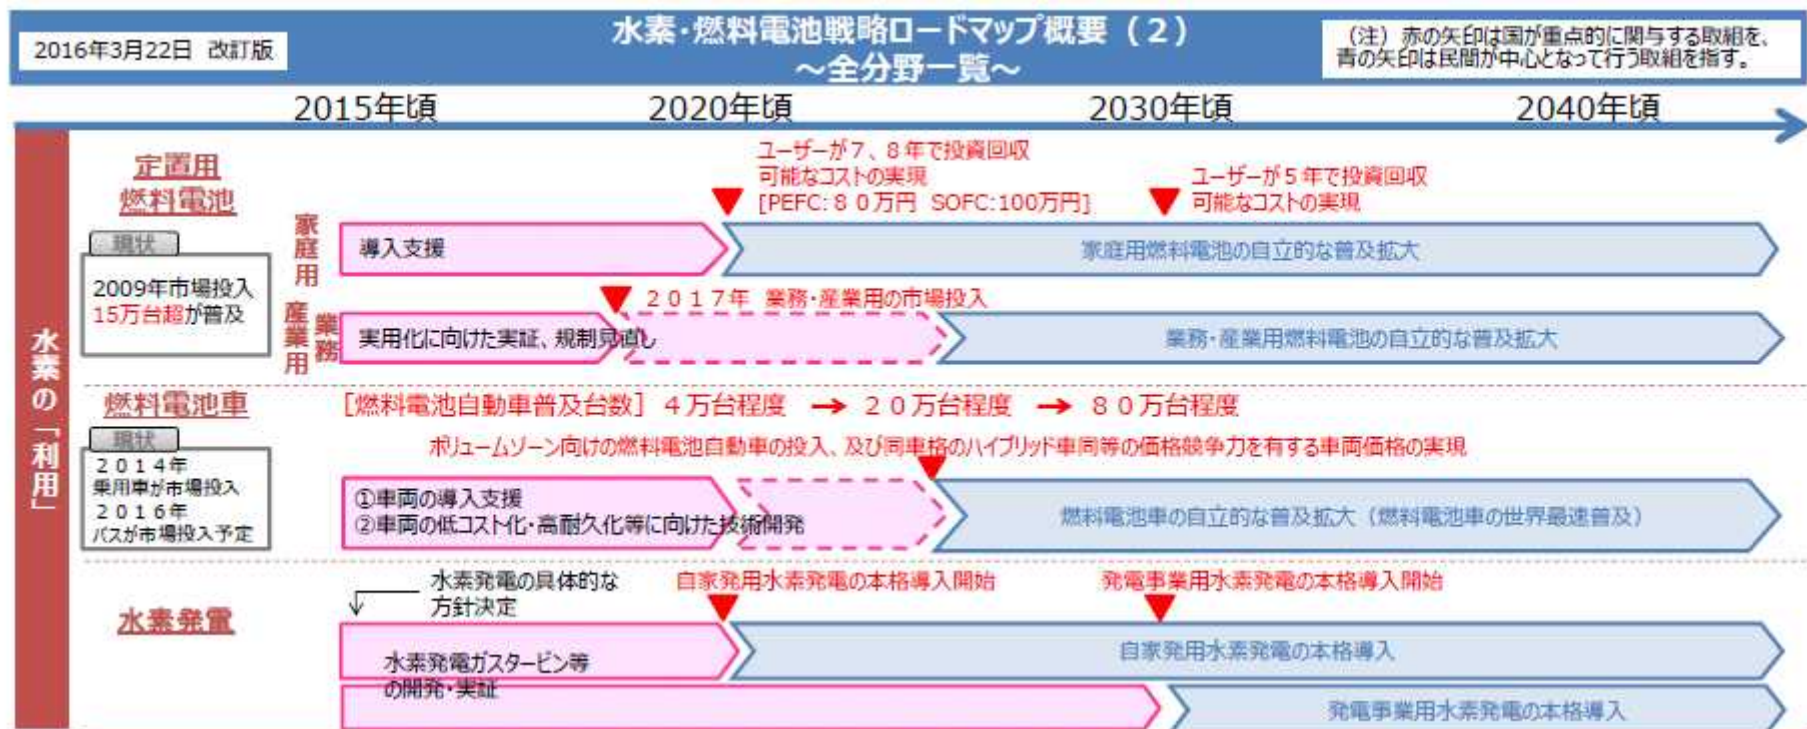 2016年3月22日 改訂版
水素・燃料電池戦略ロードマップ概要（２）
～全分野一覧～
（注）赤の矢印は国が重点的に関与する取組を、
青の矢印は民間が中心となって行う取組を指す。
2015年頃
2020年頃
2030年頃
2040年頃
水素の「利用」
定置用
燃料電池
現状
2009年市場投入
15万台超が普及
家庭用
ユーザーが７、８年で投資回収
可能なコストの実現
[PEFC:８０万円 SOFC:100万円]
ユーザーが５年で投資回収
可能なコストの実現
導入支援
家庭用燃料電池の自立的な普及拡大
業務
産業用
２０１７年 業務・産業用の市場投入
実用化に向けた実証、規制見直し
業務・産業用燃料電池の自立的な普及拡大
燃料電池車
現状
２０１４年
乗用車が市場投入
２０１６年
バスが市場投入予定
［燃料電池自動車普及台数］４万台程度 → ２０万台程度 → ８０万台程度
ボリュームゾーン向けの燃料電池自動車の投入、及び同車格のハイブリッド車同等の価格競争力を有する車両価格の実現
①車両の導入支援
②車両の低コスト化・高耐久化等に向けた技術開発
燃料電池車の自立的な普及拡大（燃料電池車の世界最速普及）
水素発電
水素発電の具体的な
方針決定
自家発用水素発電の本格導入開始
発電事業用水素発電の本格導入開始
水素発電ガスタービン等
の開発・実証
自家発用水素発電の本格導入
発電事業用水素発電の本格導入